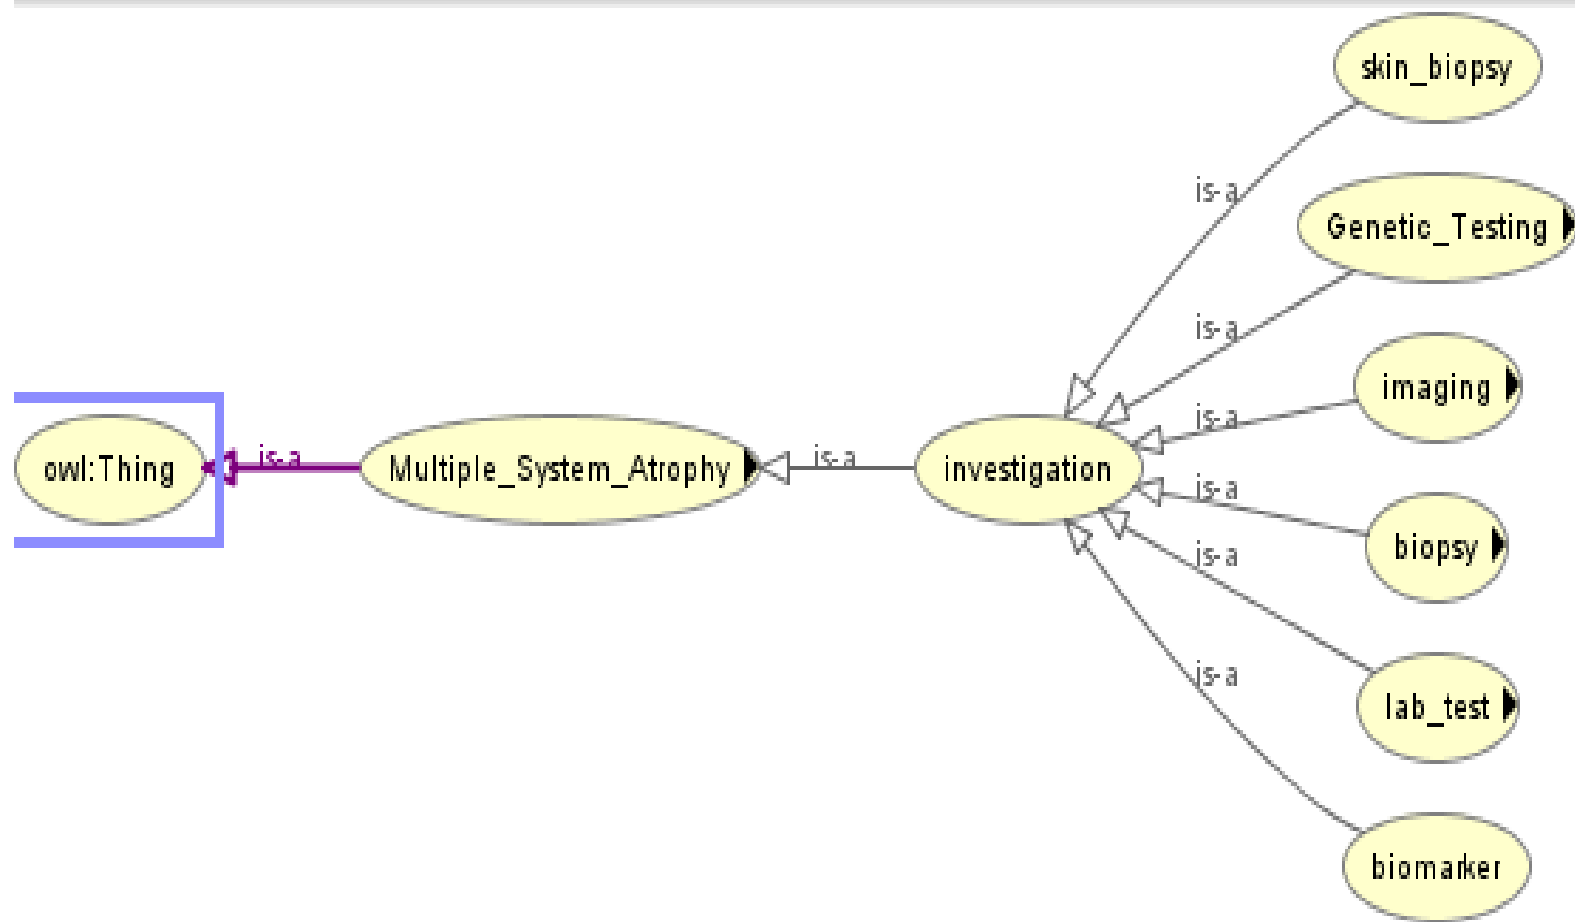 skin_biopsy
is-a
Genetic_Testing
is-a
imaging
is-a
owl:Thing
is-a
Multiple_System_Atrophy
is-a
investigation
is-a
biopsy
is-a
lab_test
is-a
biomarker